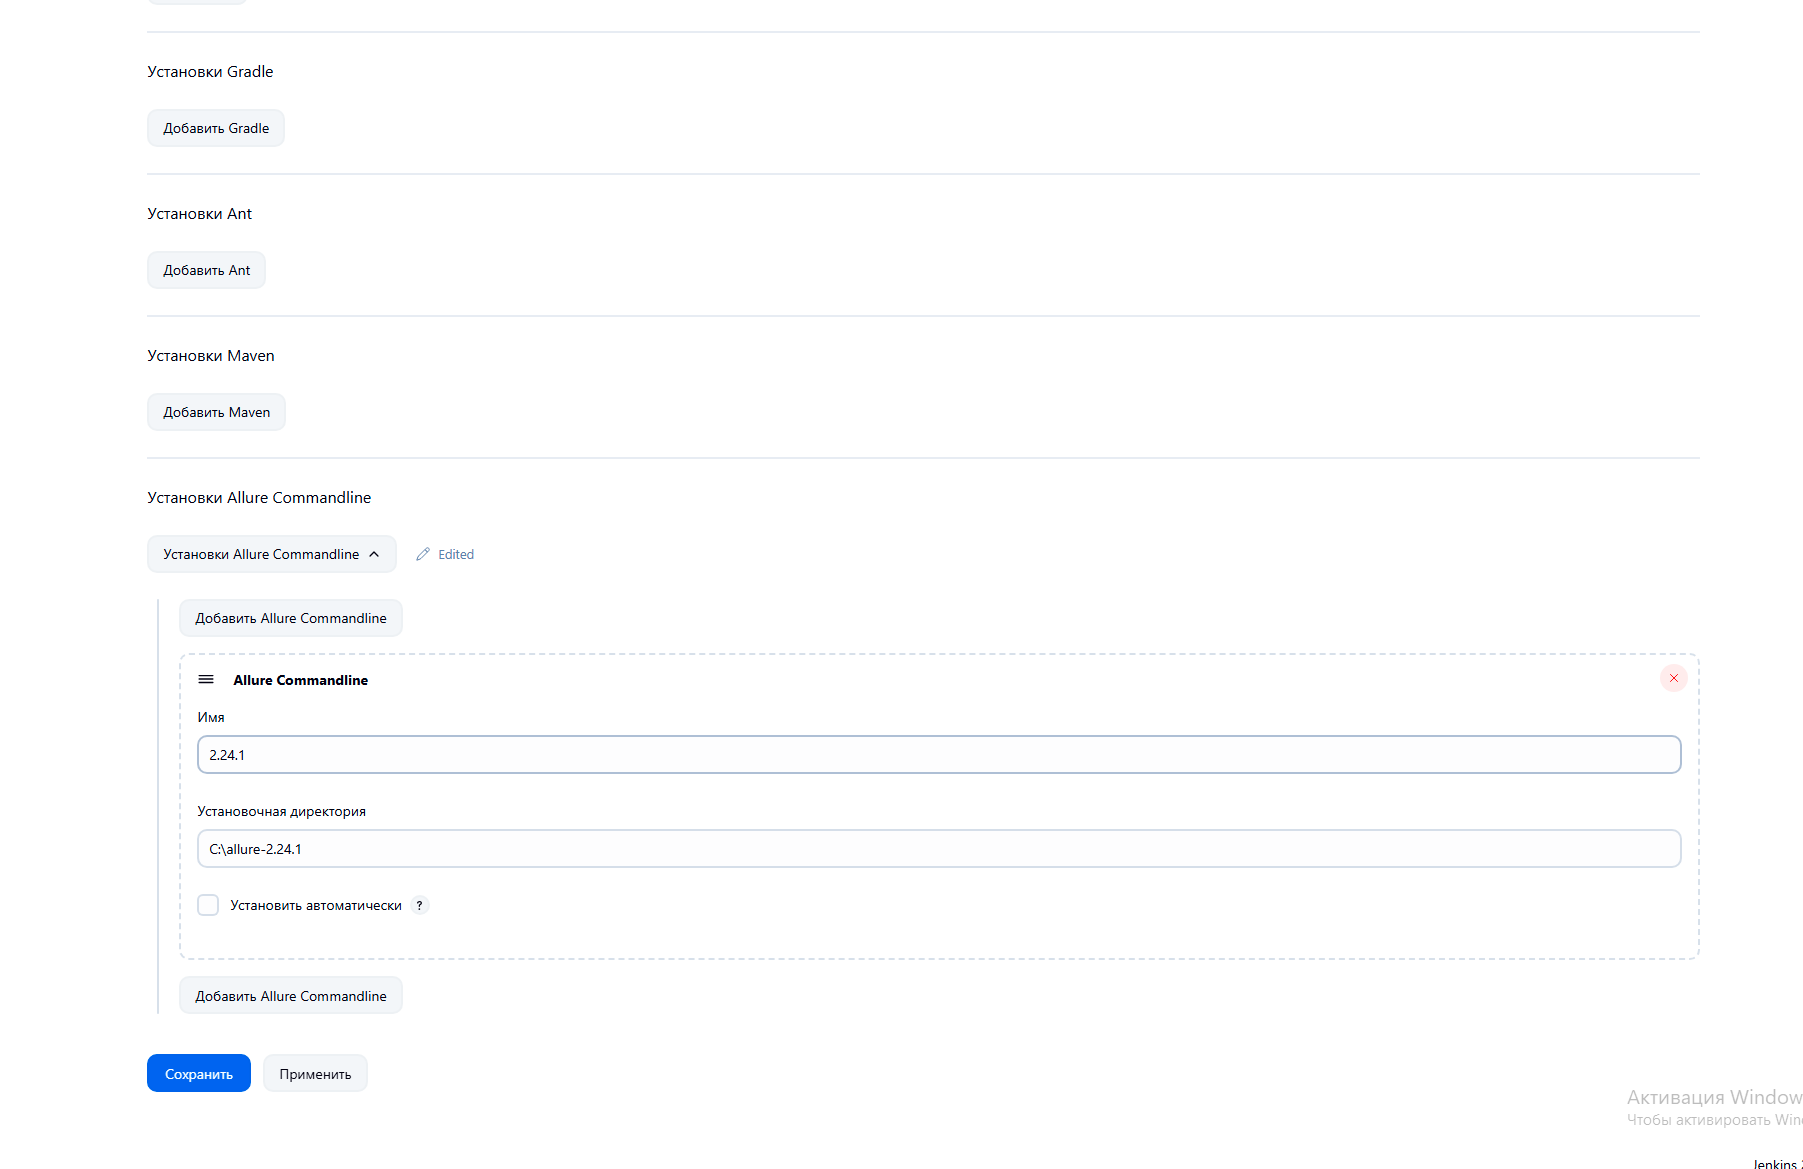 Установки Gradle
Добавить Gradle
Установки Ant
Добавить Ant
Установки Maven
Добавить Maven
Установки Allure Commandline
Установки Allure Commandline
Edited
Добавить Allure Commandline
Allure Commandline
Имя
2.24.1
Установочная директория
C:\allure-2.24.1
Установить автоматически ?
Добавить Allure Commandline
Сохранить
Применить
Активация Window
Чтобы активировать Win
Jenkins